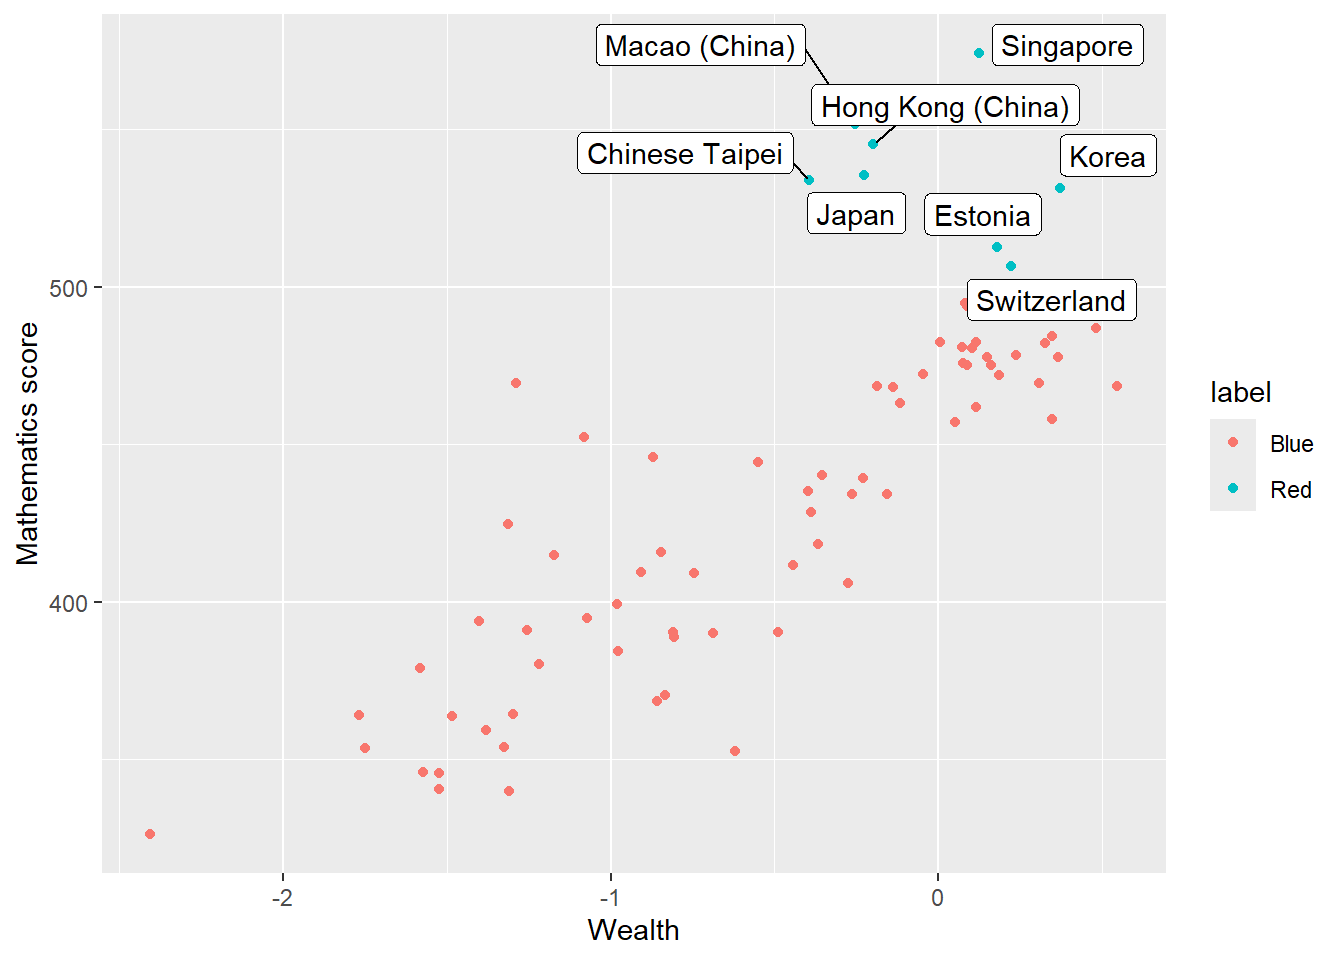 Macao (China)
Singapore
Hong Kong (China)
Chinese Taipei
Korea
Japan
Estonia
Switzerland
500
400
Mathematics score
-2
-1
0
Wealth
label
Blue
Red